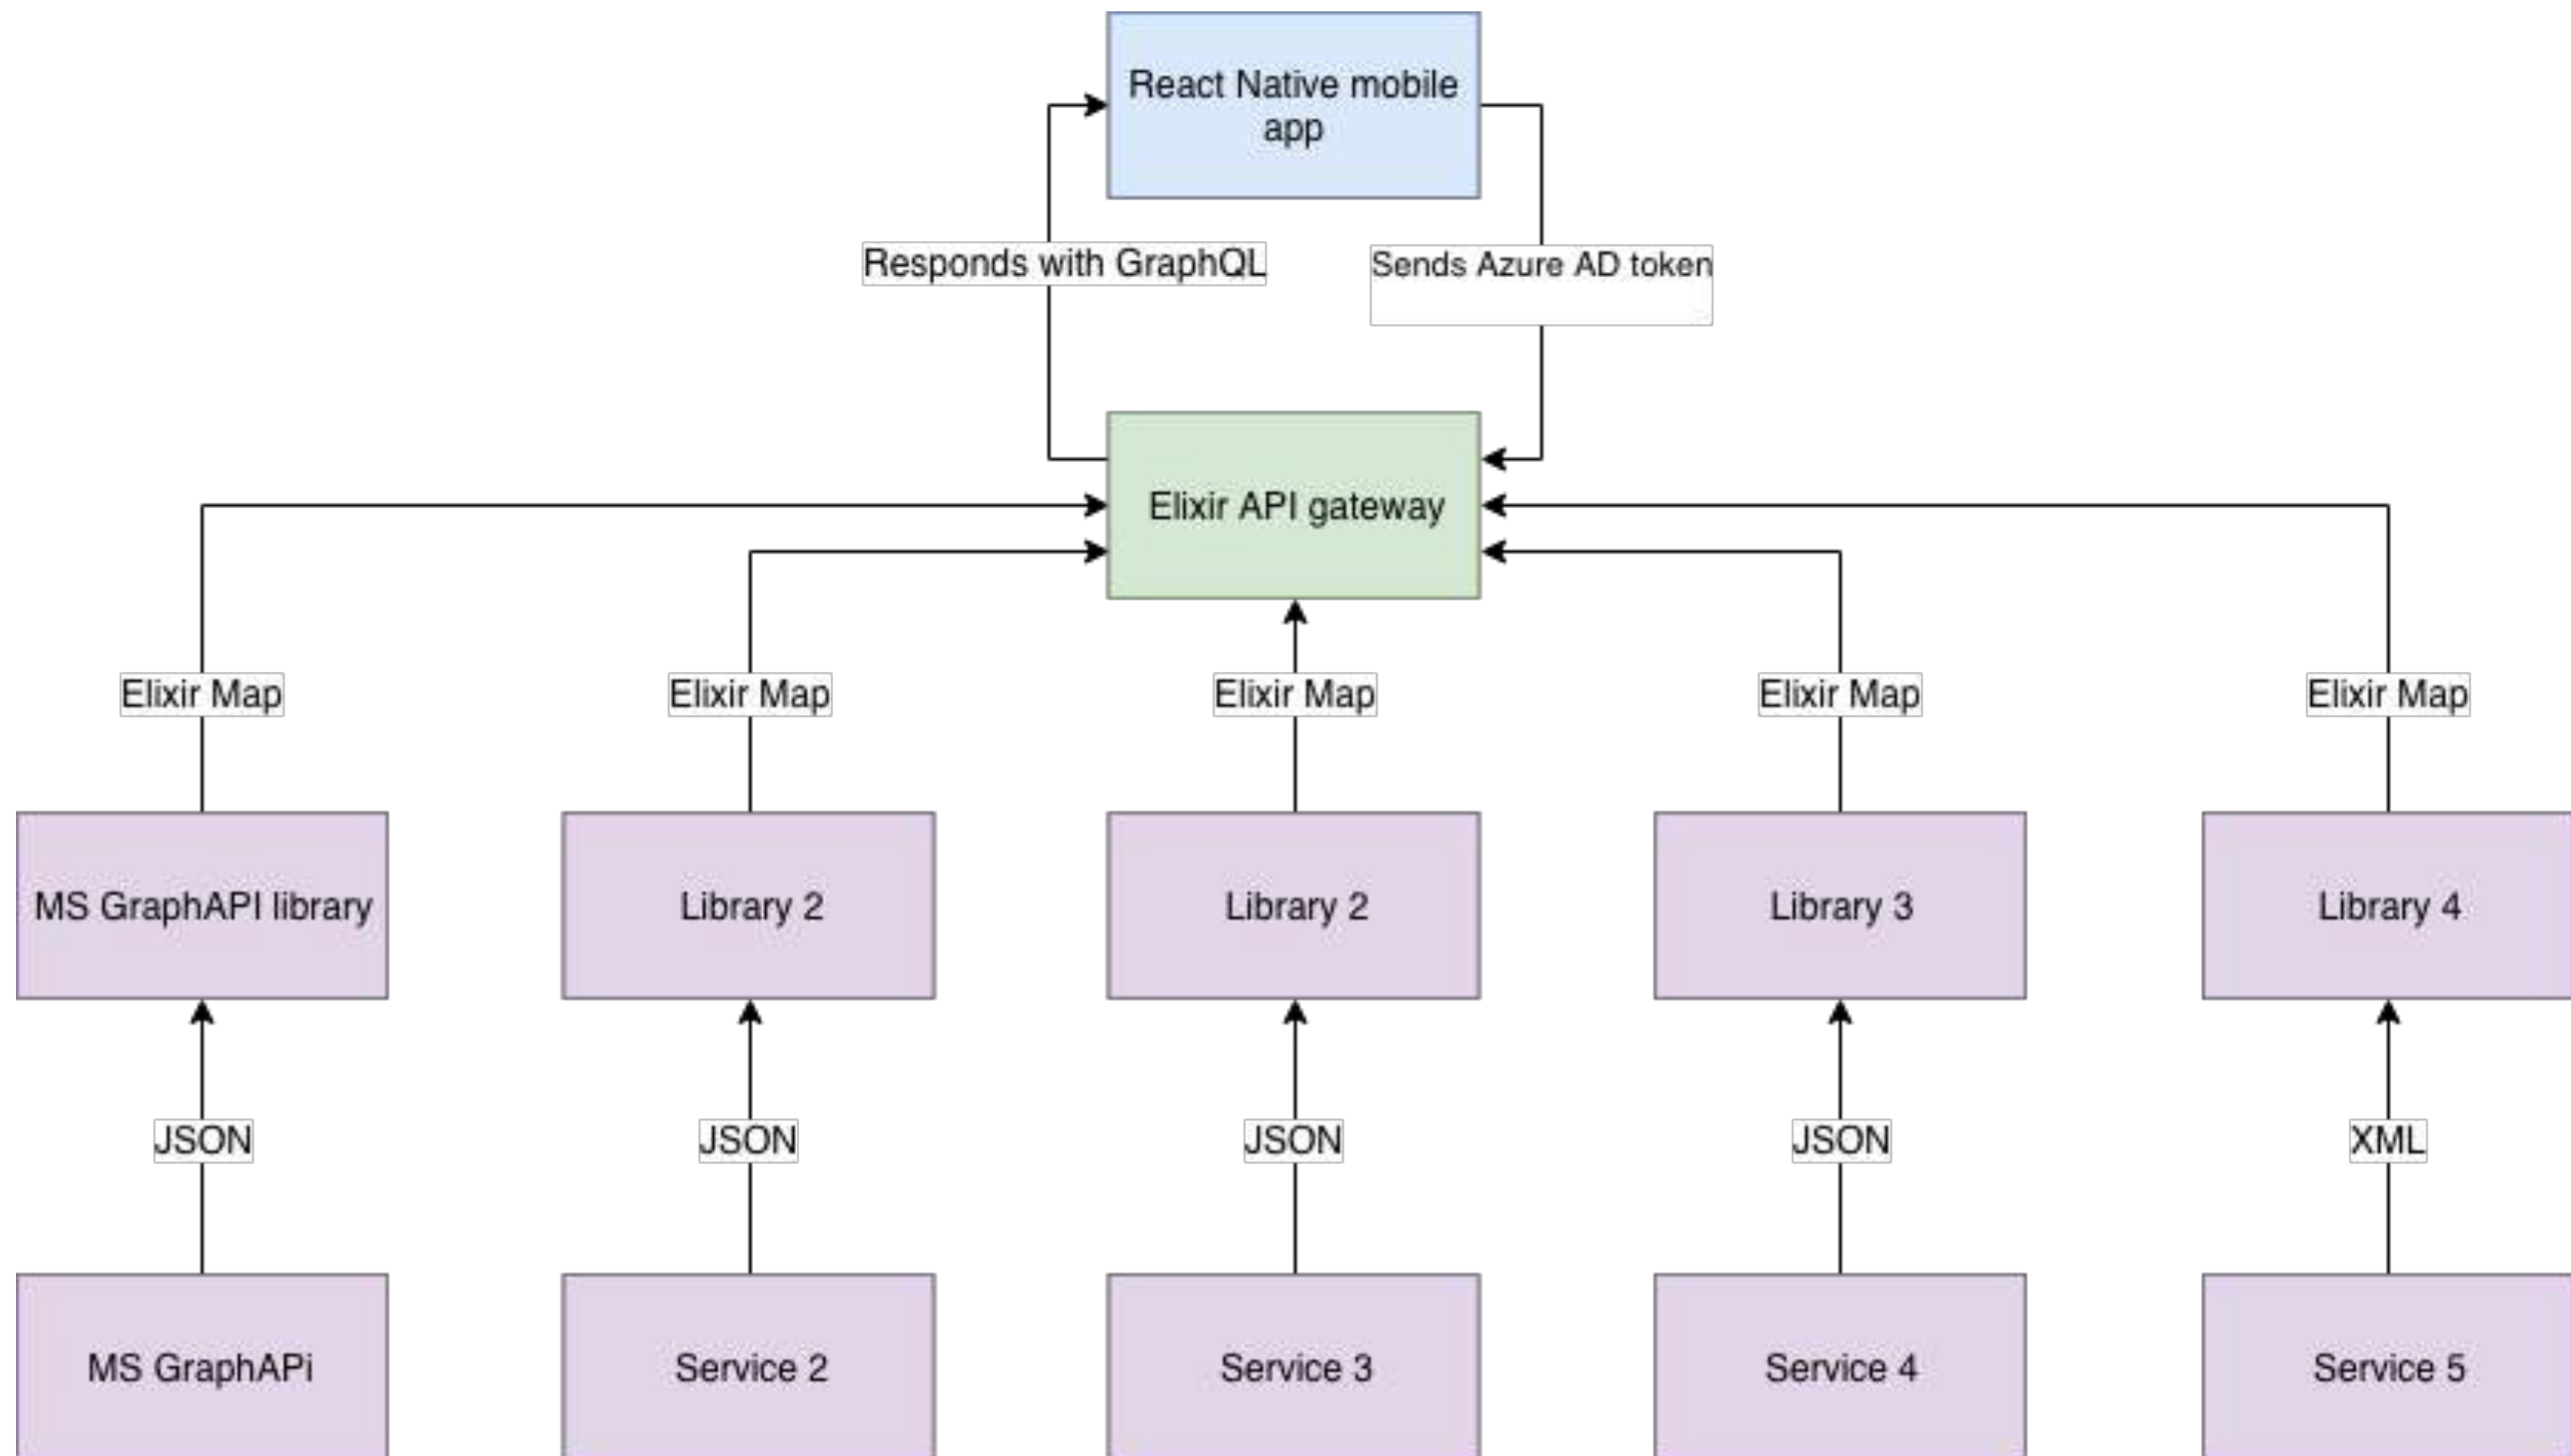 React Native mobile
app
Responds with GraphQL
Sends Azure AD token
Elixir API gateway
Elixir Map
Elixir Map
Elixir Map
Elixir Map
Elixir Map
MS GraphAPI library
Library 2
Library 2
Library 3
Library 4
JSON
JSON
JSON
JSON
XML
MS GraphAPi
Service 2
Service 3
Service 4
Service 5